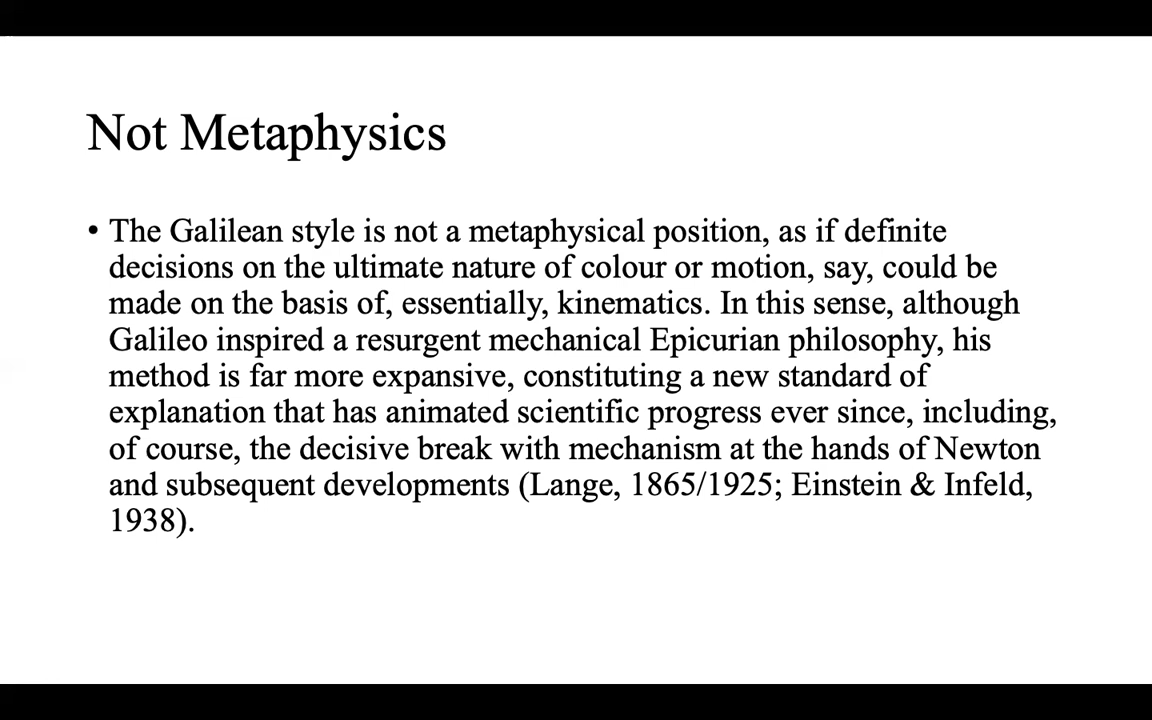 Not Metaphysics
• The Galilean style is not a metaphysical position, as if definite
decisions on the ultimate nature of colour or motion, say, could be
made on the basis of, essentially, kinematics. In this sense, although
Galileo inspired a resurgent mechanical Epicurian philosophy, his
method is far more expansive, constituting a new standard of
explanation that has animated scientific progress ever since, including,
of course, the decisive break with mechanism at the hands of Newton
and subsequent developments (Lange, 1865/1925; Einstein & Infeld,
1938).